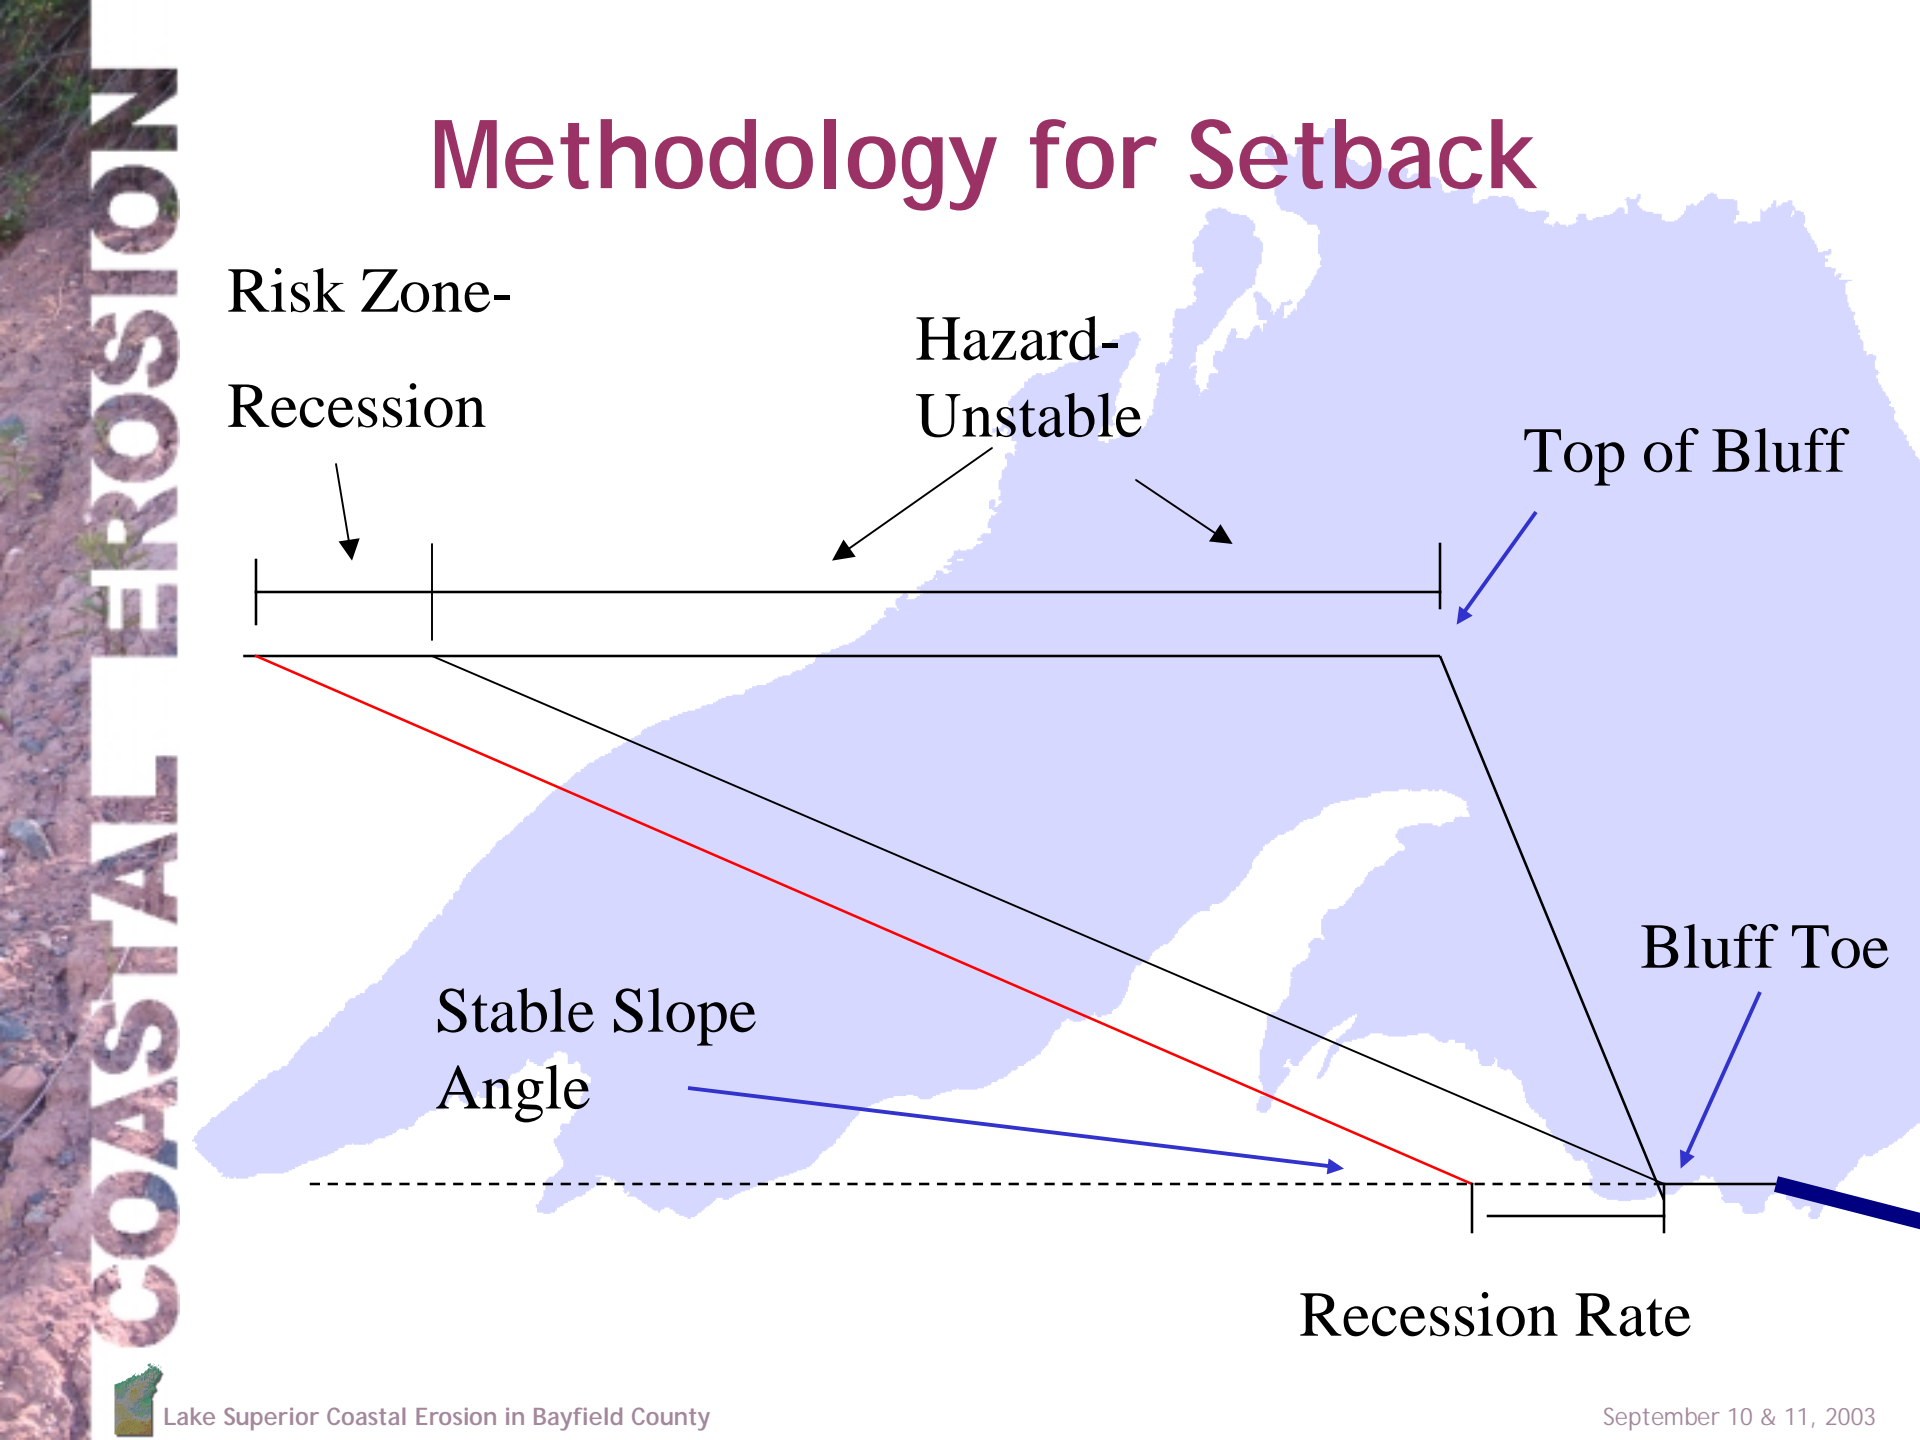 COASTAL EROSION
Methodology for Setback
Risk Zone-
Recession
Hazard-
Unstable
Top of Bluff
Bluff Toe
Stable Slope
Angle
Recession Rate
Lake Superior Coastal Erosion in Bayfield County
September 10 & 11, 2003